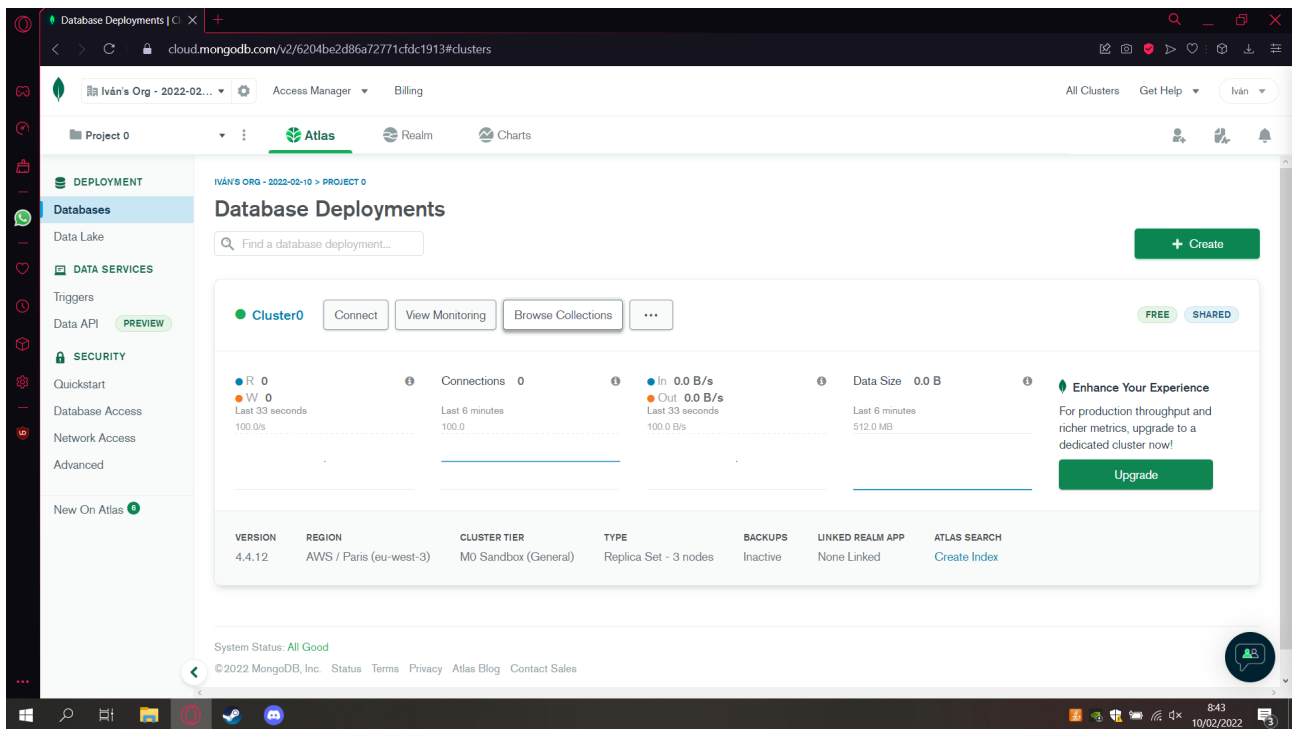 Database Deployments | Cl
cloud.mongodb.com/v2/6204be2d86a72771cfdc1913#clusters
Iván's Org - 2022-02... Access Manager Billing All Clusters Get Help Iván
Project 0 Atlas Realm Charts
DEPLOYMENT
Databases
Data Lake
DATA SERVICES
Triggers
Data API PREVIEW
SECURITY
Quickstart
Database Access
Network Access
Advanced
New On Atlas 6
IVÁN'S ORG - 2022-02-10 > PROJECT 0
Database Deployments
Find a database deployment...
+ Create
Cluster0 Connect View Monitoring Browse Collections ... FREE SHARED
R 0
W 0
Last 33 seconds
100.0/s
Connections 0
Last 6 minutes
100.0
In 0.0 B/s
Out 0.0 B/s
Last 33 seconds
100.0 B/s
Data Size 0.0 B
Last 6 minutes
512.0 MB
Enhance Your Experience
For production throughput and
richer metrics, upgrade to a
dedicated cluster now!
Upgrade
VERSION REGION CLUSTER TIER TYPE BACKUPS LINKED REALM APP ATLAS SEARCH
4.4.12 AWS / Paris (eu-west-3) M0 Sandbox (General) Replica Set - 3 nodes Inactive None Linked Create Index
System Status: All Good
©2022 MongoDB, Inc. Status Terms Privacy Atlas Blog Contact Sales
8:43
10/02/2022
3